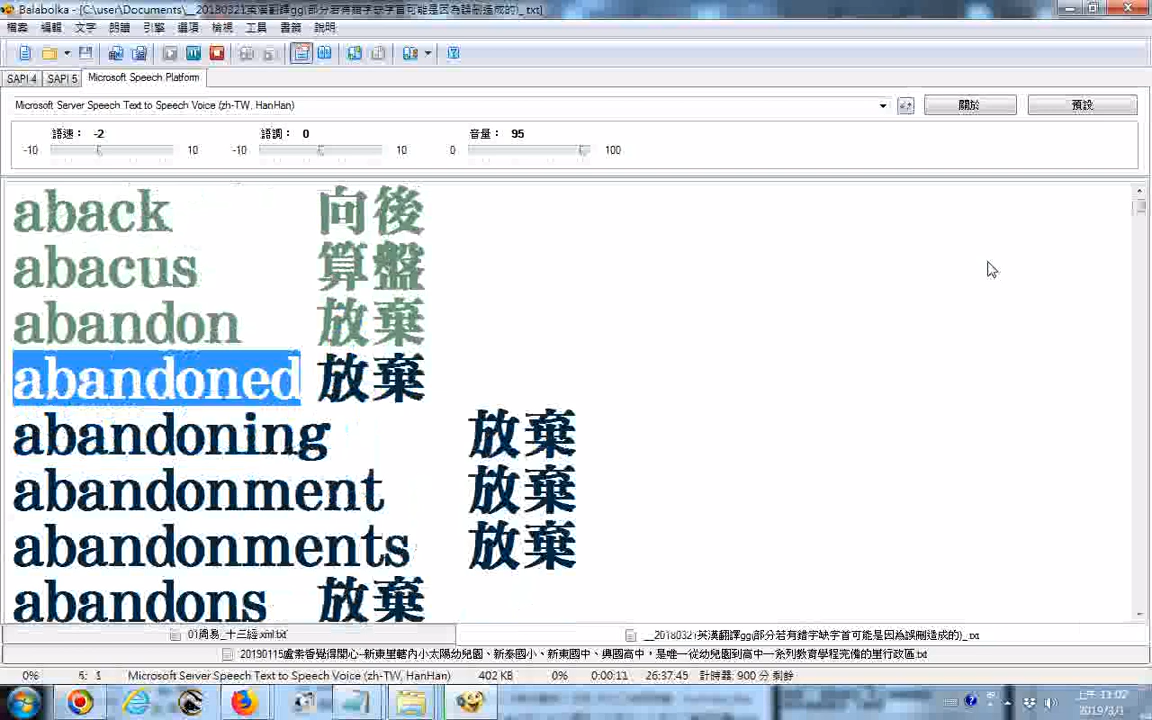 Balabolka - [C:\user\Documents\__20180321英漢翻譯ggl(部分若有錯字缺字首可能是因為誤刪造成的)_.txt]
檔案 編輯 文字 朗讀 引擎 選項 檢視 工具 書籤 說明
SAPI 4 SAPI 5 Microsoft Speech Platform
Microsoft Server Speech Text to Speech Voice (zh-TW, HanHan) 關於 預設
語速： -2 語調： 0 音量： 95
-10 10 -10 10 0 100
aback 向後
abacus 算盤
abandon 放棄
abandoned 放棄
abandoning 放棄
abandonment 放棄
abandonments 放棄
abandons 放棄
01周易_十三經.xml.txt __20180321英漢翻譯ggl(部分若有錯字缺字首可能是因為誤刪造成的)_.txt
20190115盧素香覺得開心-新東里轄內小太陽幼兒園、新泰國小、新東國中、興國高中，是唯一從幼兒園到高中一系列教育學程完備的里行政區.txt
0% 5: 1 Microsoft Server Speech Text to Speech Voice (zh-TW, HanHan) 402 KB 0% 0:00:11 26:37:45 計時器: 900 分 剩餘
上午 11:02
2019/3/1